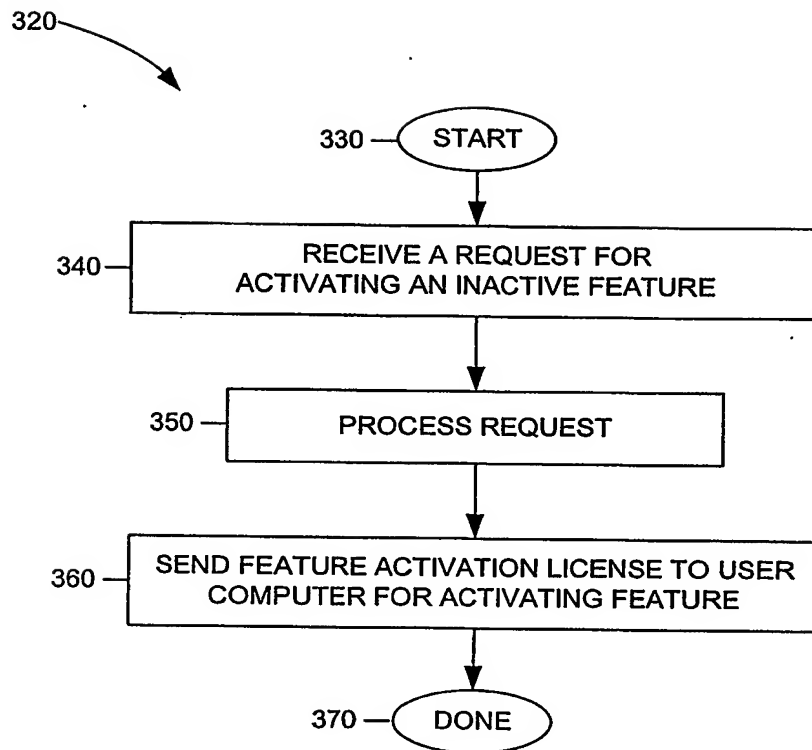 320
330
START
340
RECEIVE A REQUEST FOR
ACTIVATING AN INACTIVE FEATURE
350
PROCESS REQUEST
360
SEND FEATURE ACTIVATION LICENSE TO USER
COMPUTER FOR ACTIVATING FEATURE
370
DONE